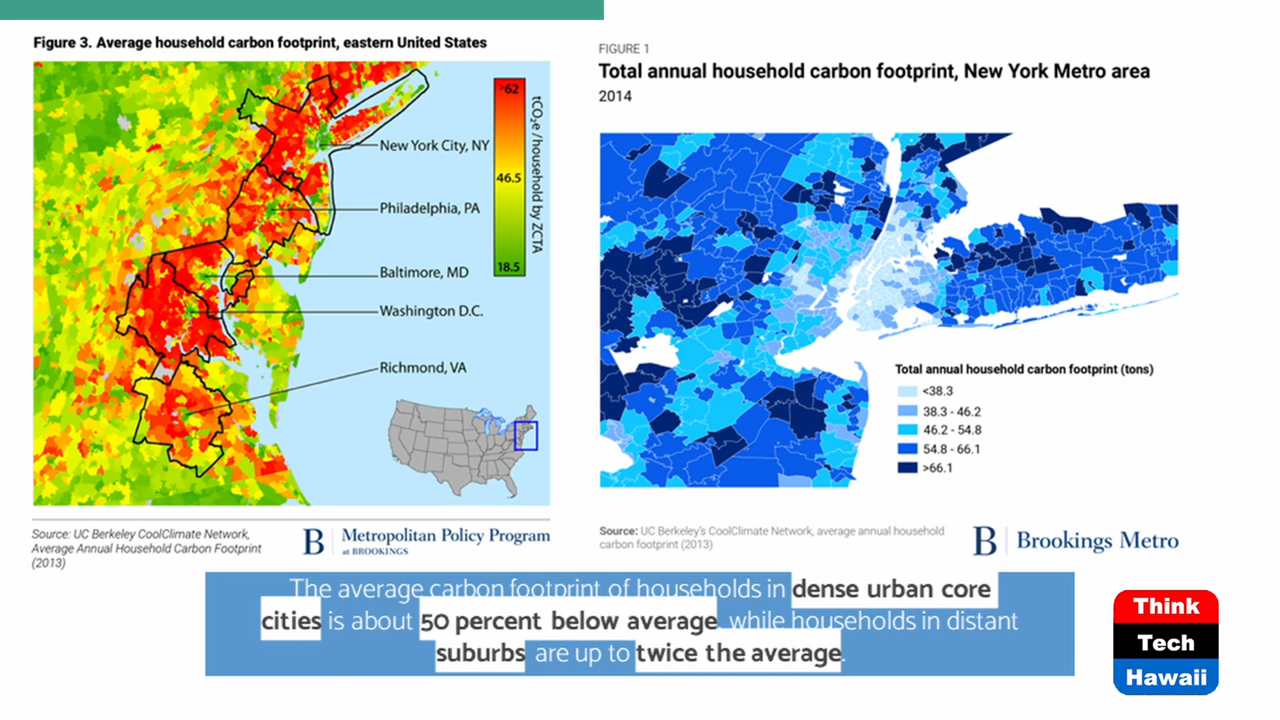 Figure 3. Average household carbon footprint, eastern United States
>62
46.5
18.5
tCO₂e /household by ZCTA
New York City, NY
Philadelphia, PA
Baltimore, MD
Washington D.C.
Richmond, VA
Source: UC Berkeley CoolClimate Network,
Average Annual Household Carbon Footprint
(2013)
B Metropolitan Policy Program
at BROOKINGS
FIGURE 1
Total annual household carbon footprint, New York Metro area
2014
Total annual household carbon footprint (tons)
<38.3
38.3 - 46.2
46.2 - 54.8
54.8 - 66.1
>66.1
Source: UC Berkeley's CoolClimate Network, average annual household
carbon footprint (2013)
B Brookings Metro
The average carbon footprint of households in dense urban core
cities is about 50 percent below average, while households in distant
suburbs are up to twice the average.
Think
Tech
Hawaii